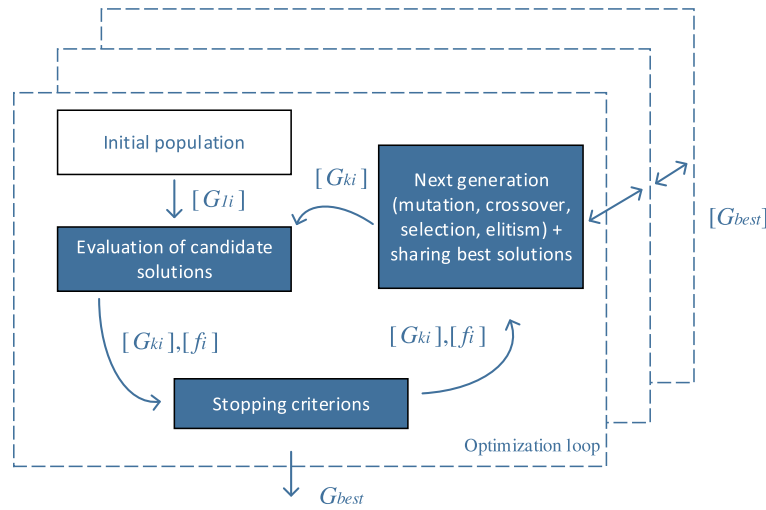 Initial population
[G1i]
Evaluation of candidate
solutions
[Gki]
Next generation
(mutation, crossover,
selection, elitism) +
sharing best solutions
[Gbest]
[Gki],[fi]
[Gki],[fi]
Stopping criterions
Optimization loop
Gbest